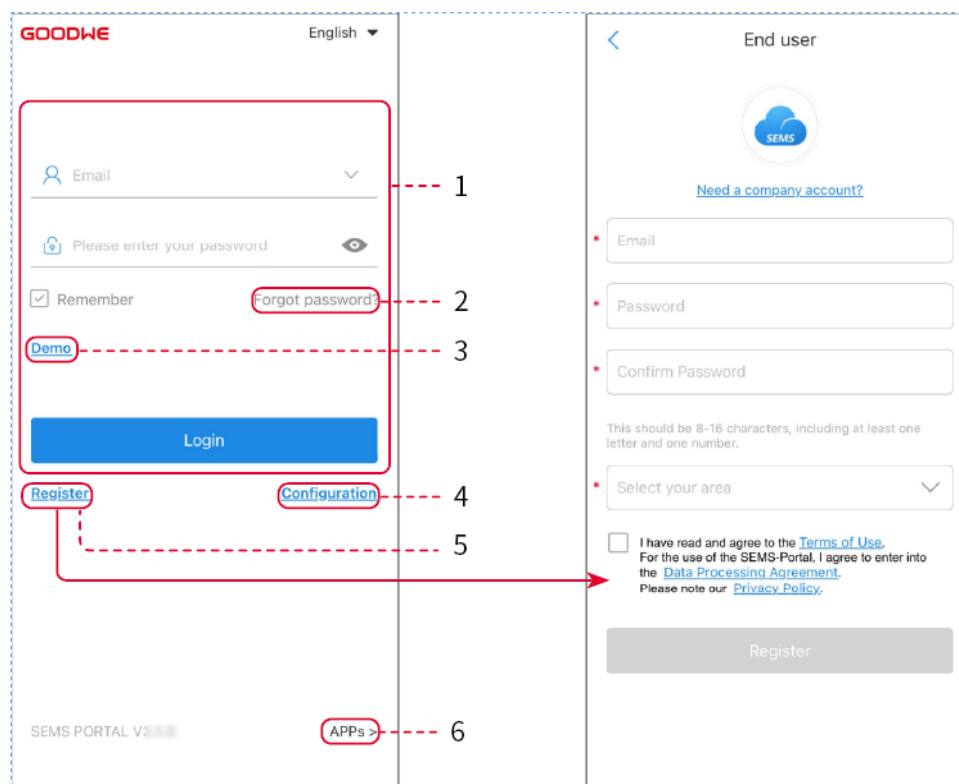 GOODWE
English
Email
1
Please enter your password
Remember
Forgot password?
2
Demo
3
Login
Register
Configuration
4
5
SEMS PORTAL
APPs >
6
End user
SEMS
Need a company account?
* Email
* Password
* Confirm Password
This should be 8-16 characters, including at least one
letter and one number.
* Select your area
I have read and agree to the Terms of Use.
For the use of the SEMS-Portal, I agree to enter into
the Data Processing Agreement.
Please note our Privacy Policy.
Register